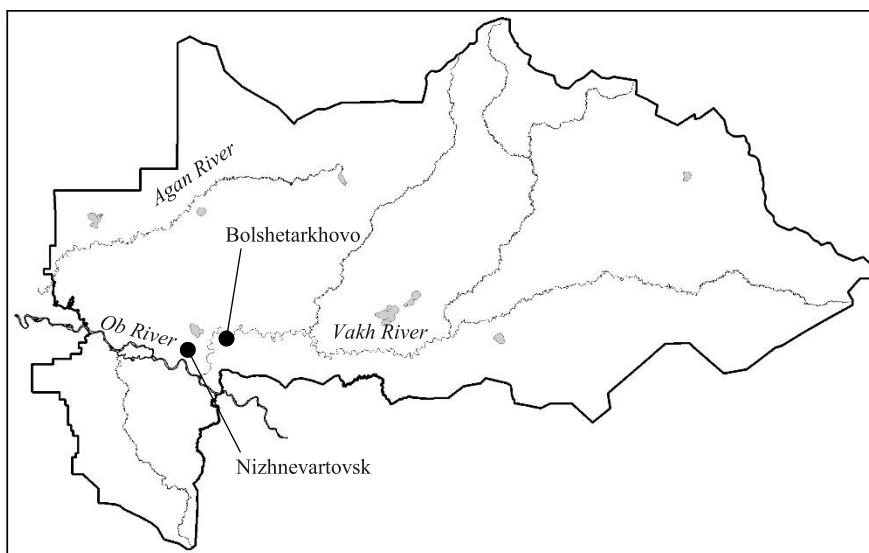 Agan River
Bolshetarkhovo
Ob River
Vakh River
Nizhnevartovsk